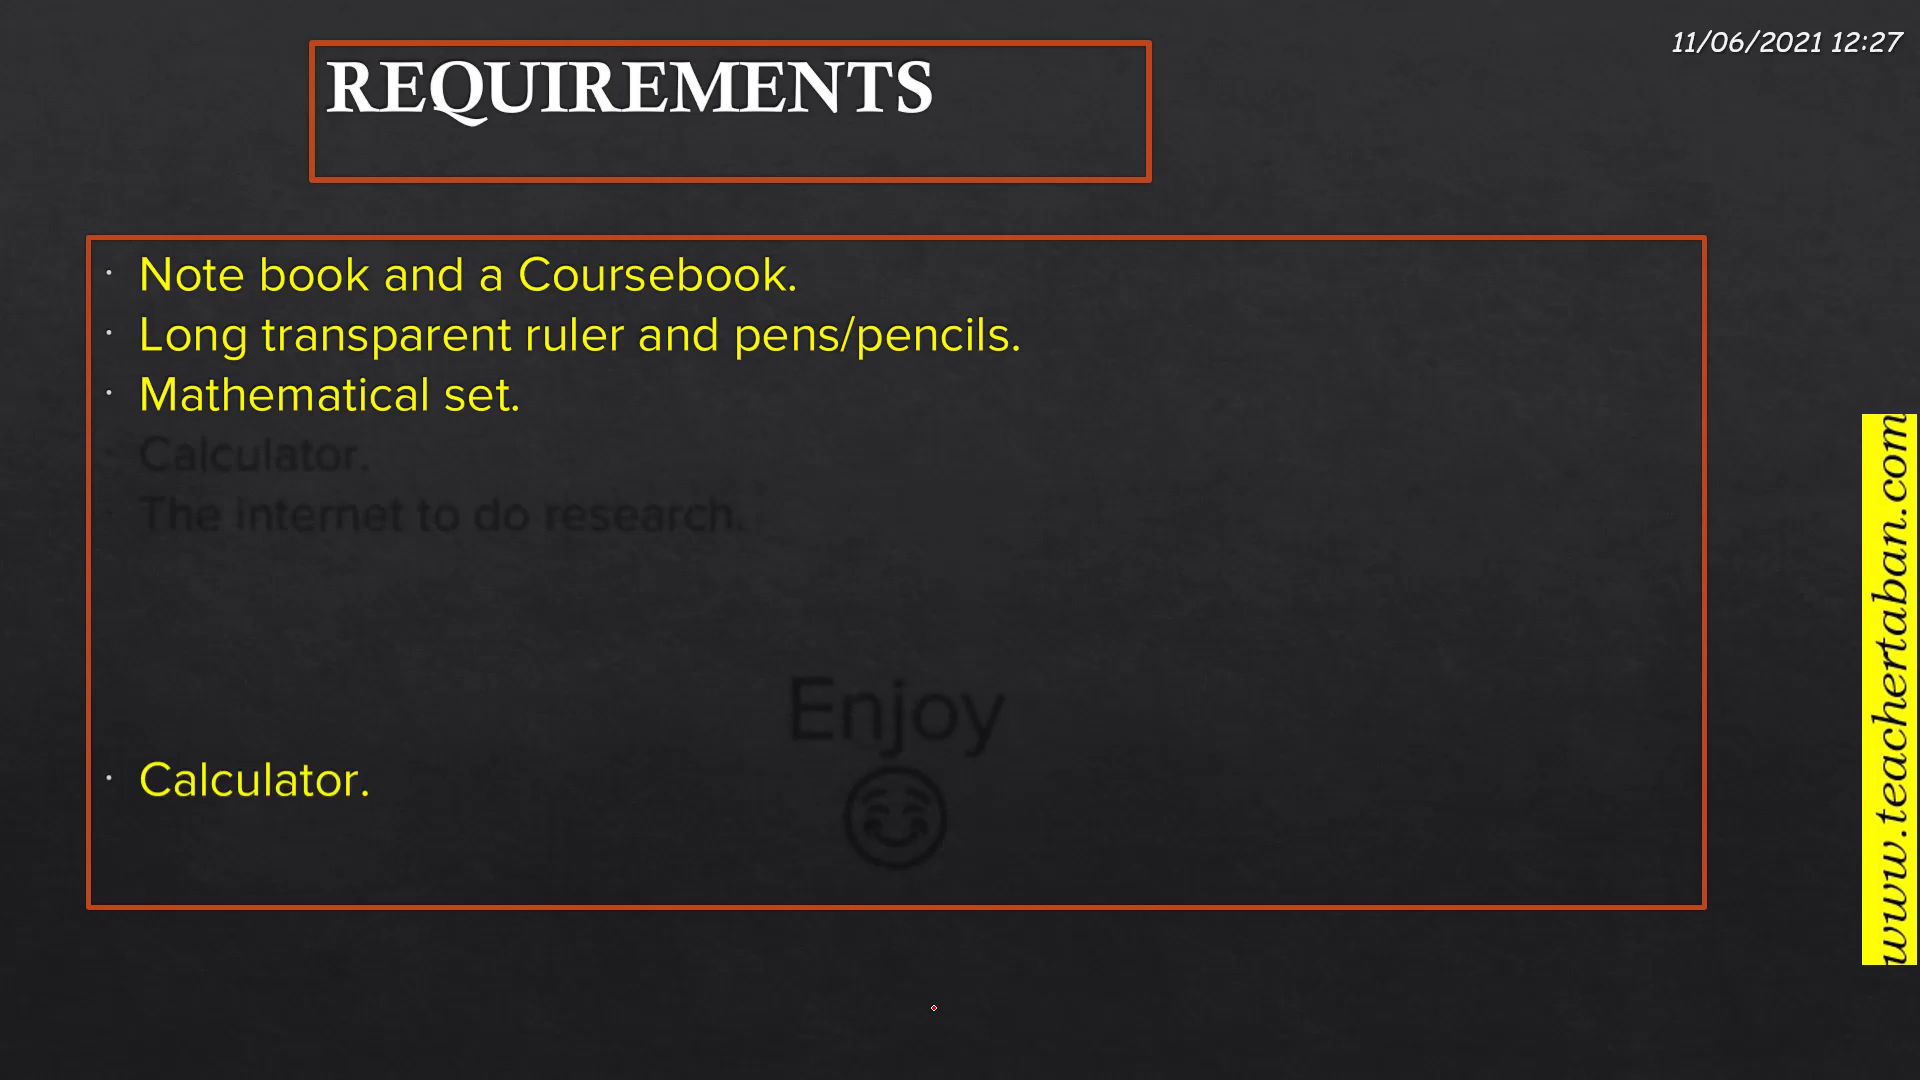 11/06/2021 12:27
REQUIREMENTS
· Note book and a Coursebook.
· Long transparent ruler and pens/pencils.
· Mathematical set.
· Calculator.
· The internet to do research.
Enjoy
· Calculator.
www.teachertaban.com